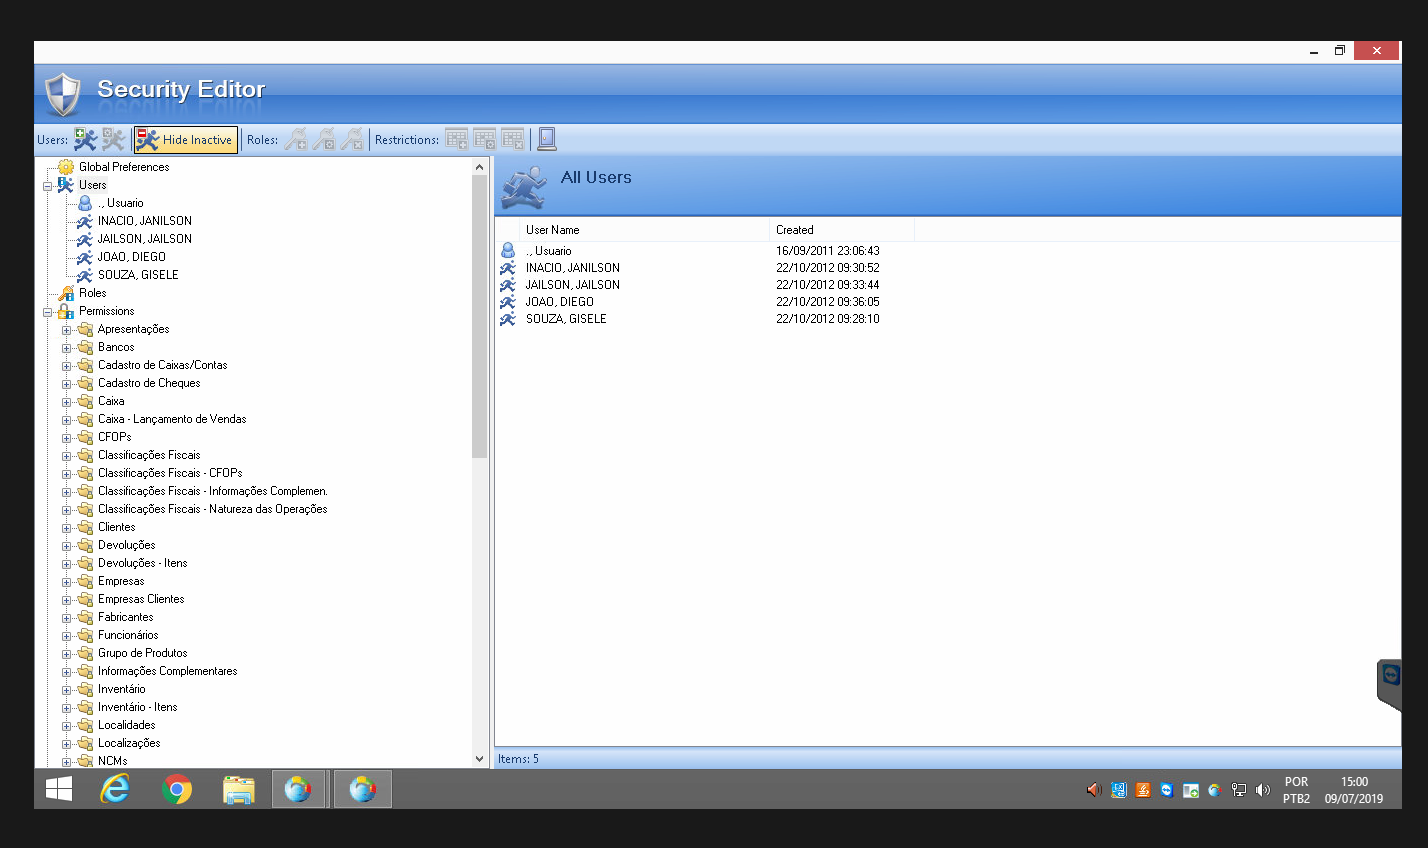 Security Editor
Users: Hide Inactive Roles: Restrictions:
Global Preferences
Users
., Usuario
INACIO, JANILSON
JAILSON, JAILSON
JOAO, DIEGO
SOUZA, GISELE
Roles
Permissions
Apresentações
Bancos
Cadastro de Caixas/Contas
Cadastro de Cheques
Caixa
Caixa - Lançamento de Vendas
CFOPs
Classificações Fiscais
Classificações Fiscais - CFOPs
Classificações Fiscais - Informações Complemen.
Classificações Fiscais - Natureza das Operações
Clientes
Devoluções
Devoluções - Itens
Empresas
Empresas Clientes
Fabricantes
Funcionários
Grupo de Produtos
Informações Complementares
Inventário
Inventário - Itens
Localidades
Localizações
NCMs
All Users
User Name Created
., Usuario 16/09/2011 23:06:43
INACIO, JANILSON 22/10/2012 09:30:52
JAILSON, JAILSON 22/10/2012 09:33:44
JOAO, DIEGO 22/10/2012 09:36:05
SOUZA, GISELE 22/10/2012 09:28:10
Items: 5
POR 15:00
PTB2 09/07/2019